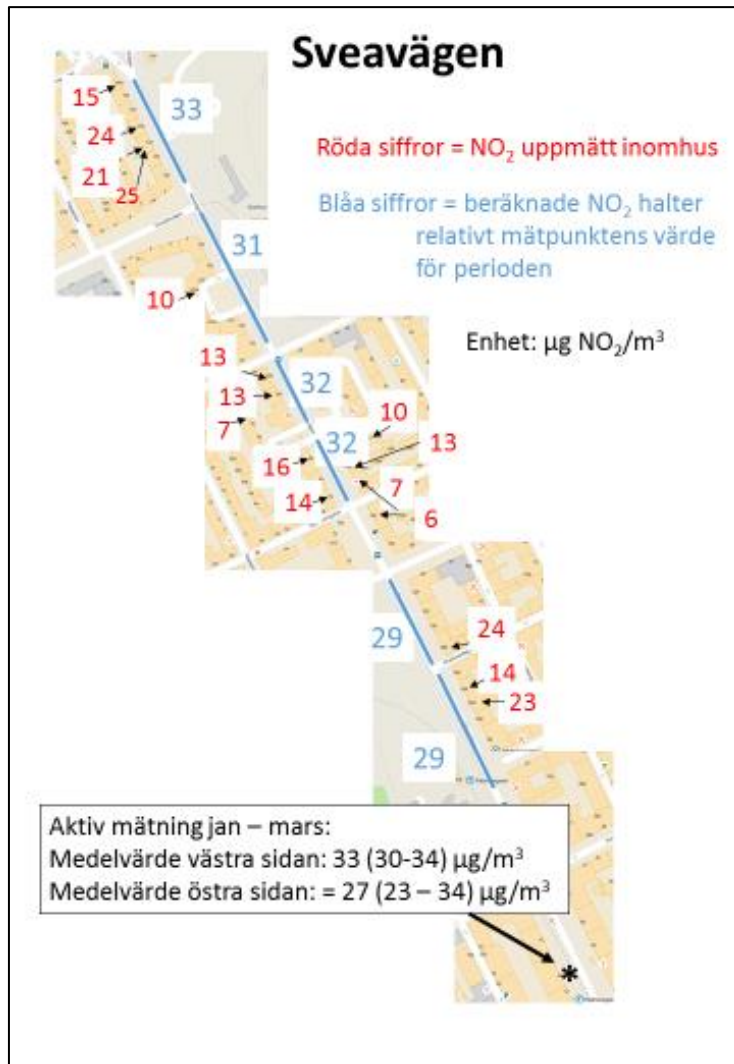 Sveavägen
Röda siffror = NO₂ uppmätt inomhus
Blåa siffror = beräknade NO₂ halter
relativt mätpunktens värde
för perioden
Enhet: µg NO₂/m³
33
15
24
21
25
31
10
13
32
13
10
7
32
13
16
7
14
6
29
24
14
23
29
Aktiv mätning jan – mars:
Medelvärde västra sidan: 33 (30-34) µg/m³
Medelvärde östra sidan: = 27 (23 – 34) µg/m³
*